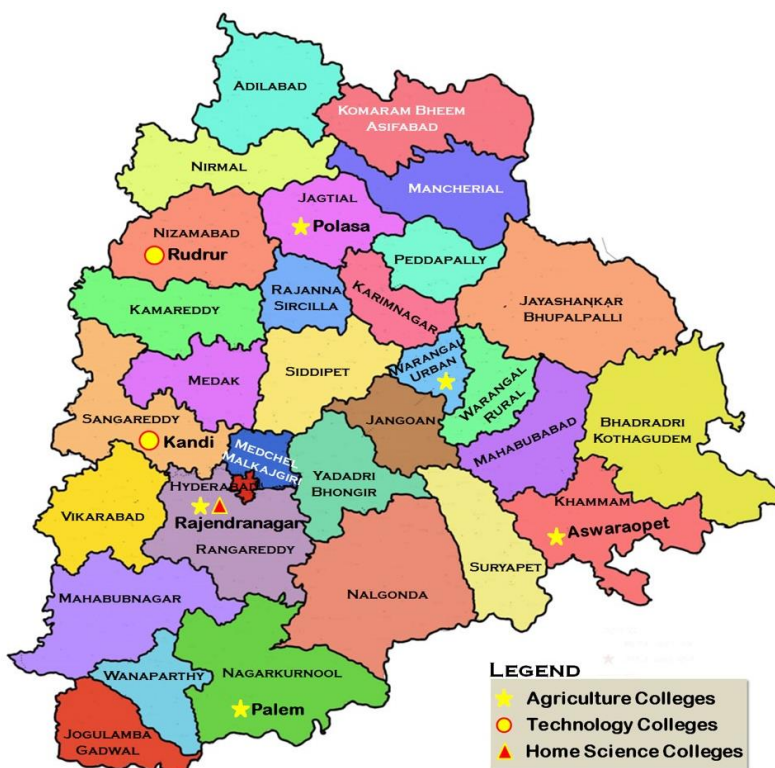 ADILABAD
KOMARAM BHEEM
ASIFABAD
NIRMAL
MANCHERIAL
JAGTIAL
Polasa
NIZAMABAD
Rudrur
PEDDAPALLY
RAJANNA
SIRCILLA
KARIMNAGAR
JAYASHANKAR
BHUPALPALLI
KAMAREDDY
MEDAK
SIDDIPET
WARANGAL
URBAN
WARANGAL
RURAL
SANGAREDDY
Kandi
JANGOAN
MAHABUBABAD
BHADRADRI
KOTHAGUDEM
MEDCHEL
MALKAJGIRI
YADADRI
BHONGIR
HYDERABAD
VIKARABAD
Rajendranagar
RANGAREDDY
KHAMMAM
Aswaraopet
SURYAPET
NALGONDA
MAHABUBNAGAR
WANAPARTHY
NAGARKURNOOL
Palem
JOGULAMBA
GADWAL
LEGEND
Agriculture Colleges
Technology Colleges
Home Science Colleges